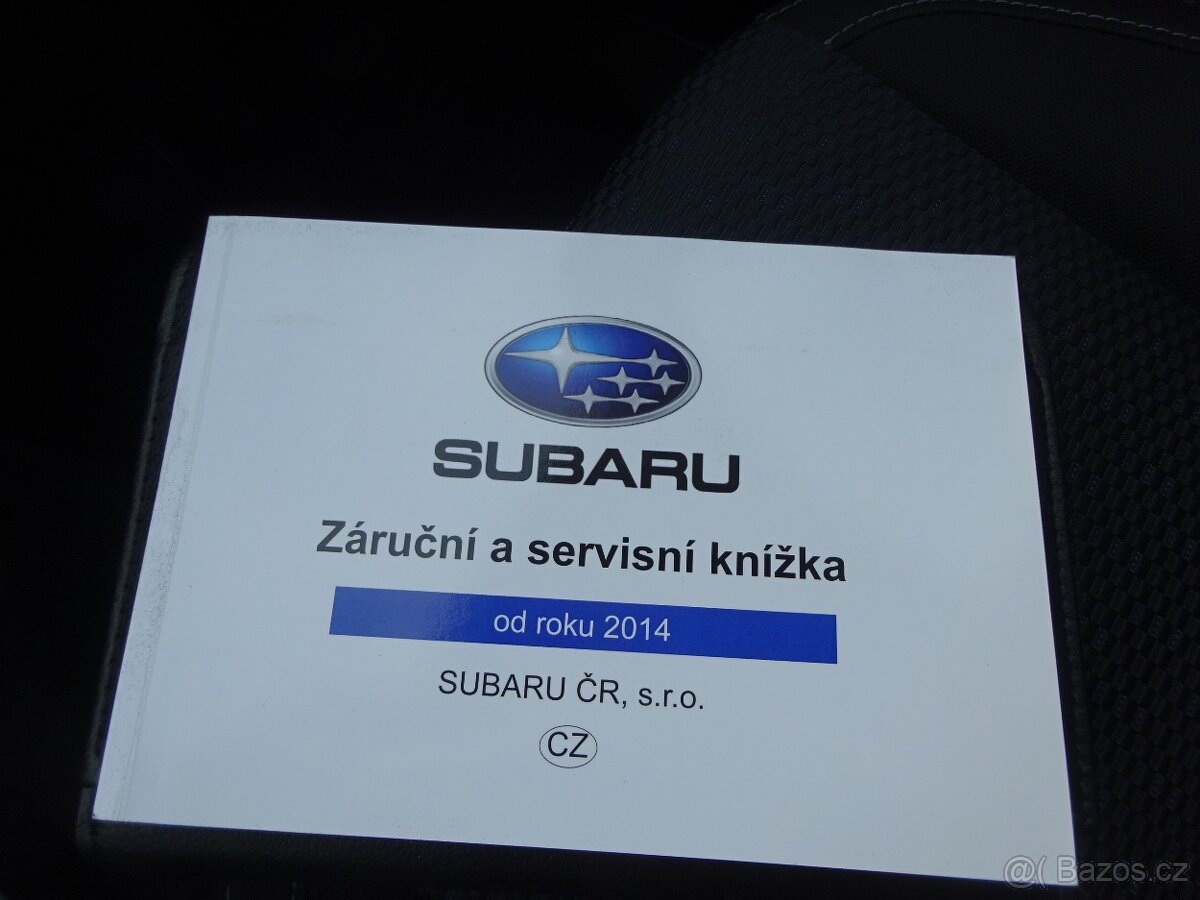 SUBARU
Záruční a servisní knížka
od roku 2014
SUBARU ČR, s.r.o.
CZ
@( Bazos.cz